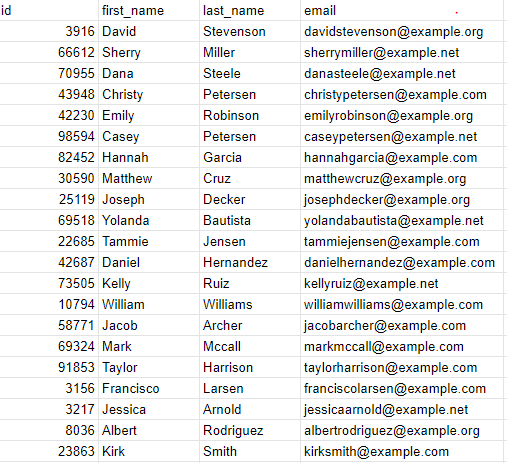 id first_name last_name email
3916 David Stevenson davidstevenson@example.org
66612 Sherry Miller sherrymiller@example.net
70955 Dana Steele danasteele@example.net
43948 Christy Petersen christypetersen@example.com
42230 Emily Robinson emilyrobinson@example.org
98594 Casey Petersen caseypetersen@example.net
82452 Hannah Garcia hannahgarcia@example.com
30590 Matthew Cruz matthewcruz@example.org
25119 Joseph Decker josephdecker@example.org
69518 Yolanda Bautista yolandabautista@example.net
22685 Tammie Jensen tammiejensen@example.com
42687 Daniel Hernandez danielhernandez@example.com
73505 Kelly Ruiz kellyruiz@example.net
10794 William Williams williamwilliams@example.com
58771 Jacob Archer jacobarcher@example.com
69324 Mark Mccall markmccall@example.com
91853 Taylor Harrison taylorharrison@example.com
3156 Francisco Larsen franciscolarsen@example.com
3217 Jessica Arnold jessicaarnold@example.net
8036 Albert Rodriguez albertrodriguez@example.org
23863 Kirk Smith kirksmith@example.com